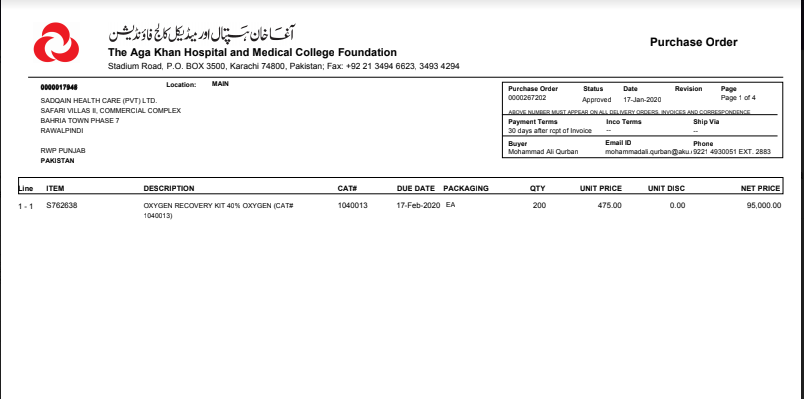 آغا خان ہسپتال اور میڈیکل کالج فاؤنڈیشن
The Aga Khan Hospital and Medical College Foundation
Stadium Road, P.O. BOX 3500, Karachi 74800, Pakistan; Fax: +92 21 3494 6623, 3493 4294
Purchase Order
0000017948 Location: MAIN
SADQAIN HEALTH CARE (PVT) LTD.
SAFARI VILLAS II, COMMERCIAL COMPLEX
BAHRIA TOWN PHASE 7
RAWALPINDI
RWP PUNJAB
PAKISTAN
Purchase Order Status Date Revision Page
0000267202 Approved 17-Jan-2020 Page 1 of 4
ABOVE NUMBER MUST APPEAR ON ALL DELIVERY ORDERS, INVOICES AND CORRESPONDENCE
Payment Terms Inco Terms Ship Via
30 days after rcpt of Invoice -- --
Buyer Email ID Phone
Mohammad Ali Qurban mohammadali.qurban@aku.‹9221 4930051 EXT. 2883
Line ITEM DESCRIPTION CAT# DUE DATE PACKAGING QTY UNIT PRICE UNIT DISC NET PRICE
1 - 1 S762638 OXYGEN RECOVERY KIT 40% OXYGEN (CAT# 1040013 17-Feb-2020 EA 200 475.00 0.00 95,000.00
1040013)